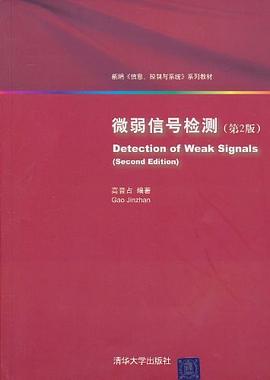 新编《信息、控制与系统》系列教材
微弱信号检测（第2版）
Detection of Weak Signals
(Second Edition)
高晋占 编著
Gao Jinzhan
清华大学出版社